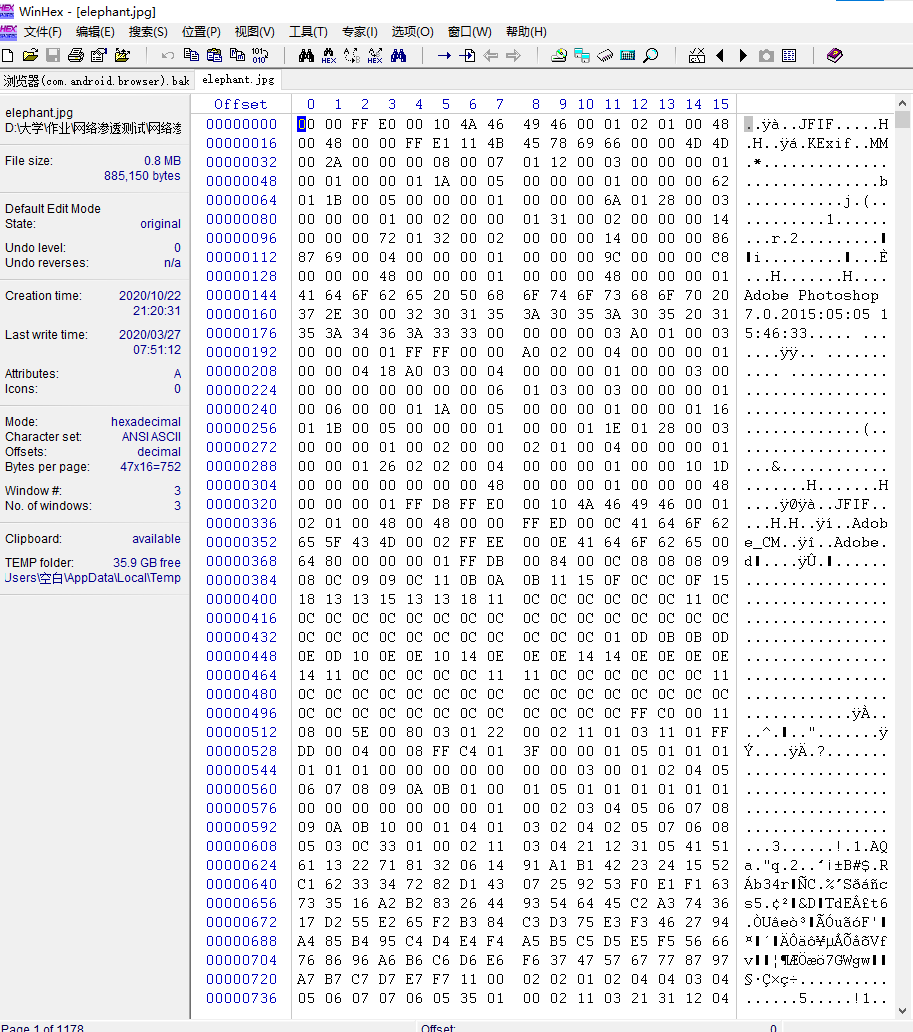 WinHex - [elephant.jpg]
文件(F) 编辑(E) 搜索(S) 位置(P) 视图(V) 工具(T) 专家(I) 选项(O) 窗口(W) 帮助(H)
浏览器(com.android.browser).bak elephant.jpg
elephant.jpg
D:\大学\作业\网络渗透测试\网络渗
File size: 0.8 MB
885,150 bytes
Default Edit Mode
State: original
Undo level: 0
Undo reverses: n/a
Creation time: 2020/10/22
21:20:31
Last write time: 2020/03/27
07:51:12
Attributes: A
Icons: 0
Mode: hexadecimal
Character set: ANSI ASCII
Offsets: decimal
Bytes per page: 47x16=752
Window #: 3
No. of windows: 3
Clipboard: available
TEMP folder: 35.9 GB free
Users\空白\AppData\Local\Temp
Offset 0 1 2 3 4 5 6 7 8 9 10 11 12 13 14 15
00000000 00 00 FF E0 00 10 4A 46 49 46 00 01 02 01 00 48 ..ÿà..JFIF.....H
00000016 00 48 00 00 FF E1 11 4B 45 78 69 66 00 00 4D 4D .H..ÿá.KExif..MM
00000032 00 2A 00 00 00 08 00 07 01 12 00 03 00 00 00 01 .*..............
00000048 00 01 00 00 01 1A 00 05 00 00 00 01 00 00 00 62 ...............b
00000064 01 1B 00 05 00 00 00 01 00 00 00 6A 01 28 00 03 ...........j.(..
00000080 00 00 00 01 00 02 00 00 01 31 00 02 00 00 00 14 .........1......
00000096 00 00 00 72 01 32 00 02 00 00 00 14 00 00 00 86 ...r.2.........
00000112 87 69 00 04 00 00 00 01 00 00 00 9C 00 00 00 C8 i.............È
00000128 00 00 00 48 00 00 00 01 00 00 00 48 00 00 00 01 ...H.......H....
00000144 41 64 6F 62 65 20 50 68 6F 74 6F 73 68 6F 70 20 Adobe Photoshop
00000160 37 2E 30 00 32 30 31 35 3A 30 35 3A 30 35 20 31 7.0.2015:05:05 1
00000176 35 3A 34 36 3A 33 33 00 00 00 00 03 A0 01 00 03 5:46:33..... ...
00000192 00 00 00 01 FF FF 00 00 A0 02 00 04 00 00 00 01 ....ÿÿ.. .......
00000208 00 00 04 18 A0 03 00 04 00 00 00 01 00 00 03 00 .... ...........
00000224 00 00 00 00 00 00 00 06 01 03 00 03 00 00 00 01 ................
00000240 00 06 00 00 01 1A 00 05 00 00 00 01 00 00 01 16 ................
00000256 01 1B 00 05 00 00 00 01 00 00 01 1E 01 28 00 03 .............(..
00000272 00 00 00 01 00 02 00 00 02 01 00 04 00 00 00 01 ................
00000288 00 00 01 26 02 02 00 04 00 00 00 01 00 00 10 1D ...&............
00000304 00 00 00 00 00 00 00 48 00 00 00 01 00 00 00 48 .......H.......H
00000320 00 00 00 01 FF D8 FF E0 00 10 4A 46 49 46 00 01 ....ÿØÿà..JFIF..
00000336 02 01 00 48 00 48 00 00 FF ED 00 0C 41 64 6F 62 ...H.H..ÿí..Adob
00000352 65 5F 43 4D 00 02 FF EE 00 0E 41 64 6F 62 65 00 e_CM..ÿî..Adobe.
00000368 64 80 00 00 00 01 FF DB 00 84 00 0C 08 08 08 09 d.....ÿÛ.......
00000384 08 0C 09 09 0C 11 0B 0A 0B 11 15 0F 0C 0C 0F 15 ................
00000400 18 13 13 15 13 13 18 11 0C 0C 0C 0C 0C 0C 11 0C ................
00000416 0C 0C 0C 0C 0C 0C 0C 0C 0C 0C 0C 0C 0C 0C 0C 0C ................
00000432 0C 0C 0C 0C 0C 0C 0C 0C 0C 0C 0C 01 0D 0B 0B 0D ................
00000448 0E 0D 10 0E 0E 10 14 0E 0E 0E 14 14 0E 0E 0E 0E ................
00000464 14 11 0C 0C 0C 0C 0C 11 11 0C 0C 0C 0C 0C 0C 11 ................
00000480 0C 0C 0C 0C 0C 0C 0C 0C 0C 0C 0C 0C 0C 0C 0C 0C ................
00000496 0C 0C 0C 0C 0C 0C 0C 0C 0C 0C 0C 0C FF C0 00 11 ............ÿÀ..
00000512 08 00 5E 00 80 03 01 22 00 02 11 01 03 11 01 FF ..^...".......ÿ
00000528 DD 00 04 00 08 FF C4 01 3F 00 00 01 05 01 01 01 Ý....ÿÄ.?.......
00000544 01 01 01 00 00 00 00 00 00 00 03 00 01 02 04 05 ................
00000560 06 07 08 09 0A 0B 01 00 01 05 01 01 01 01 01 01 ................
00000576 00 00 00 00 00 00 00 01 00 02 03 04 05 06 07 08 ................
00000592 09 0A 0B 10 00 01 04 01 03 02 04 02 05 07 06 08 ................
00000608 05 03 0C 33 01 00 02 11 03 04 21 12 31 05 41 51 ...3......!.1.AQ
00000624 61 13 22 71 81 32 06 14 91 A1 B1 42 23 24 15 52 a."q.2..‘¡±B#$.R
00000640 C1 62 33 34 72 82 D1 43 07 25 92 53 F0 E1 F1 63 Áb34rÑC.%’Sðáñc
00000656 73 35 16 A2 B2 83 26 44 93 54 64 45 C2 A3 74 36 s5.¢²&DTdEÂ£t6
00000672 17 D2 55 E2 65 F2 B3 84 C3 D3 75 E3 F3 46 27 94 .ÒUâeò³ÃÓuãóF'
00000688 A4 85 B4 95 C4 D4 E4 F4 A5 B5 C5 D5 E5 F5 56 66 ¤´ÄÔäô¥µÅÕåõVf
00000704 76 86 96 A6 B6 C6 D6 E6 F6 37 47 57 67 77 87 97 v¦¶ÆÖæö7GWgw
00000720 A7 B7 C7 D7 E7 F7 11 00 02 02 01 02 04 04 03 04 §·Ç×ç÷..........
00000736 05 06 07 07 06 05 35 01 00 02 11 03 21 31 12 04 ......5.....!1..
Page 1 of 1178 Offset: 0